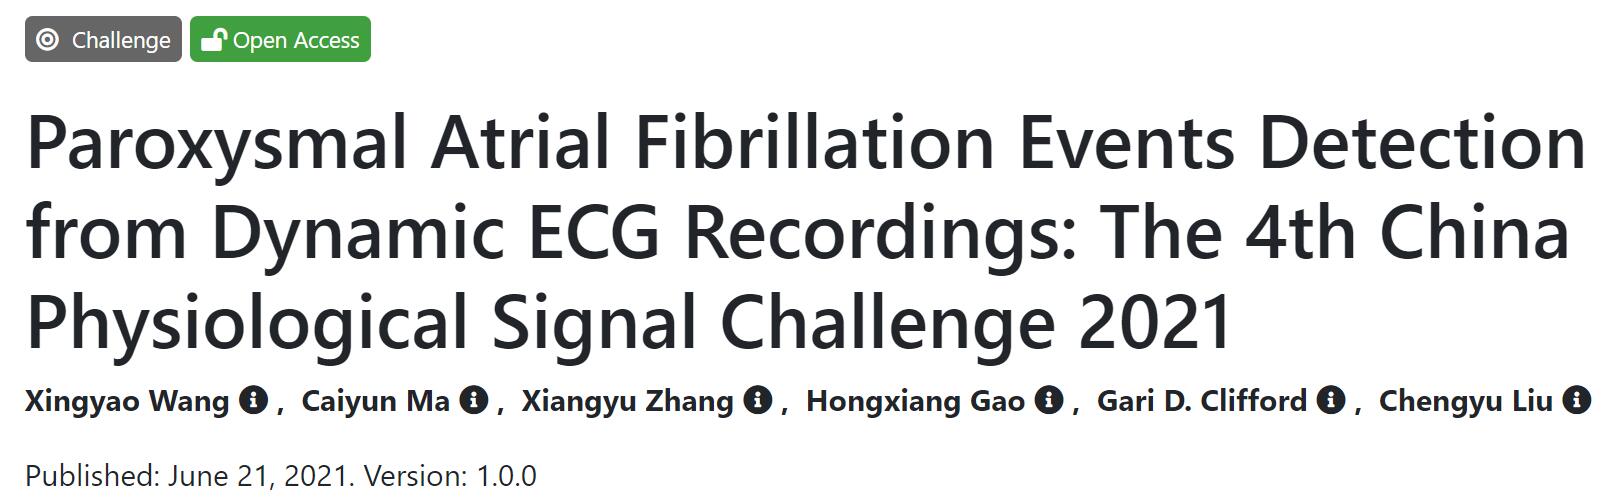 Challenge Open Access
Paroxysmal Atrial Fibrillation Events Detection
from Dynamic ECG Recordings: The 4th China
Physiological Signal Challenge 2021
Xingyao Wang , Caiyun Ma , Xiangyu Zhang , Hongxiang Gao , Gari D. Clifford , Chengyu Liu
Published: June 21, 2021. Version: 1.0.0